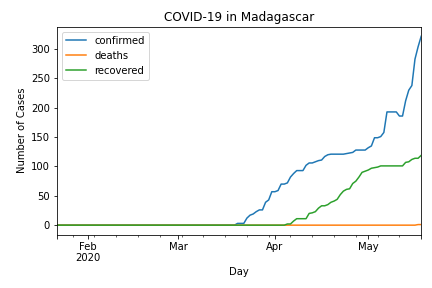 COVID-19 in Madagascar
confirmed
deaths
recovered
Number of Cases
300
250
200
150
100
50
0
Feb
2020
Mar
Apr
May
Day